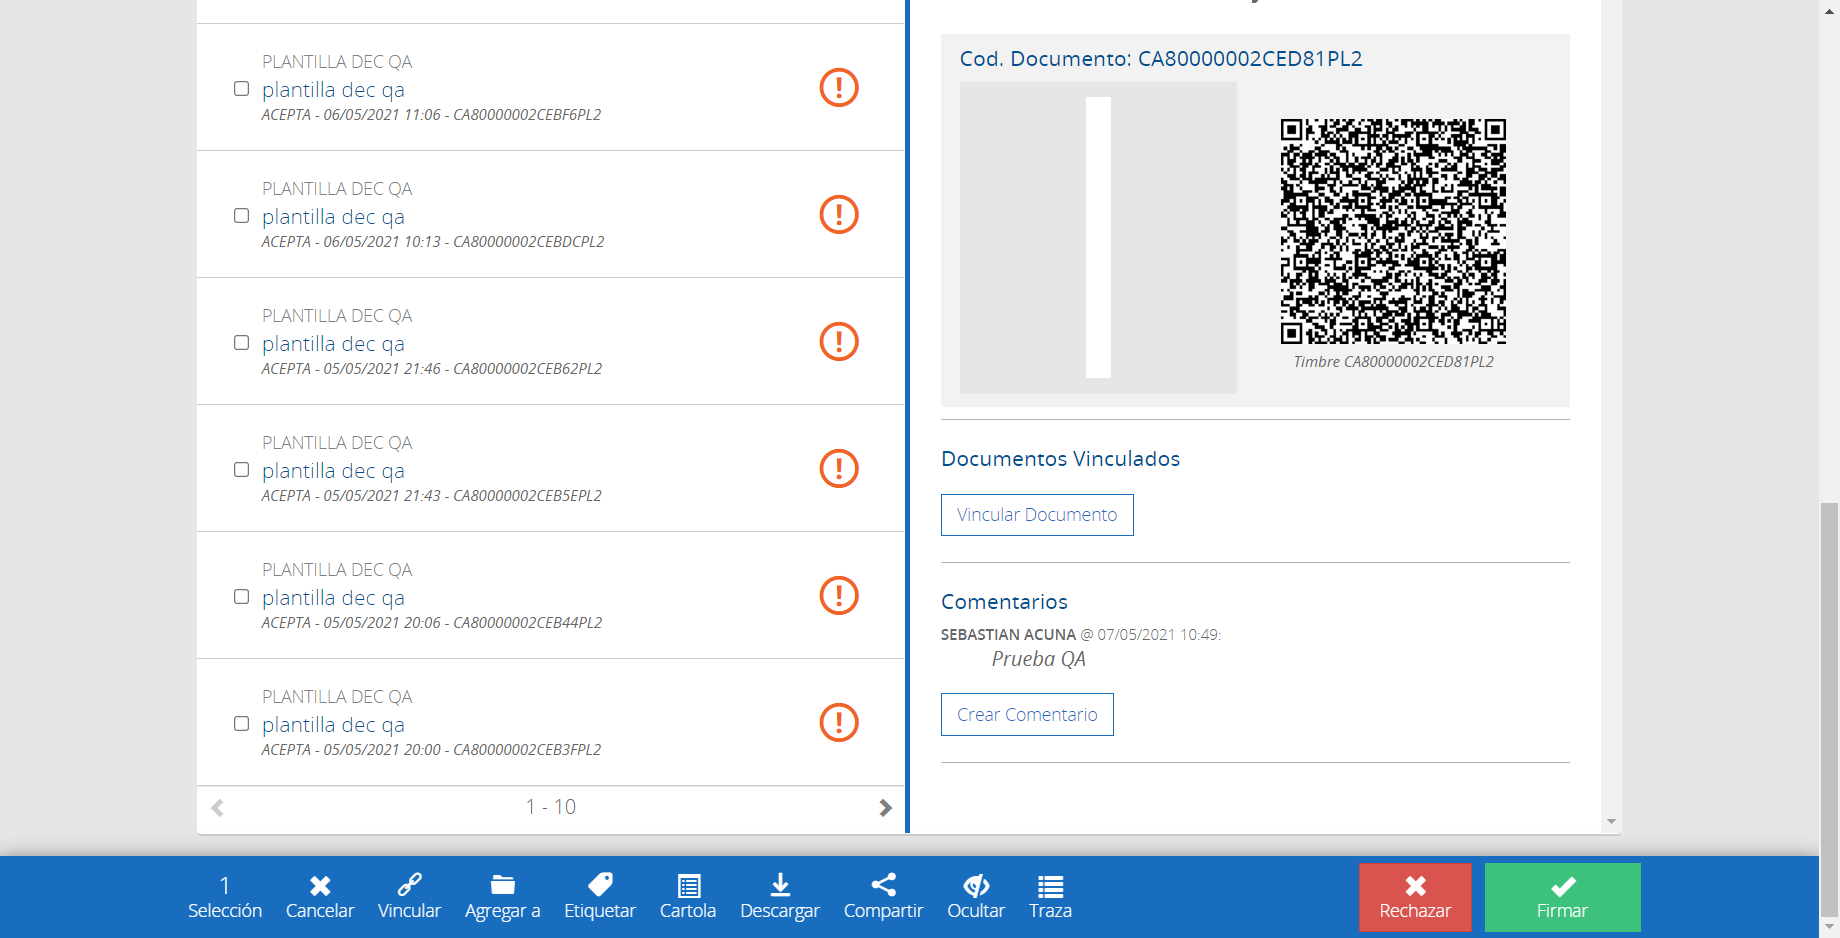 PLANTILLA DEC QA
plantilla dec qa
ACEPTA - 06/05/2021 11:06 - CA80000002CEBF6PL2
PLANTILLA DEC QA
plantilla dec qa
ACEPTA - 06/05/2021 10:13 - CA80000002CEBDCPL2
PLANTILLA DEC QA
plantilla dec qa
ACEPTA - 05/05/2021 21:46 - CA80000002CEB62PL2
PLANTILLA DEC QA
plantilla dec qa
ACEPTA - 05/05/2021 21:43 - CA80000002CEB5EPL2
PLANTILLA DEC QA
plantilla dec qa
ACEPTA - 05/05/2021 20:06 - CA80000002CEB44PL2
PLANTILLA DEC QA
plantilla dec qa
ACEPTA - 05/05/2021 20:00 - CA80000002CEB3FPL2
1 - 10
Cod. Documento: CA80000002CED81PL2
Timbre CA80000002CED81PL2
Documentos Vinculados
Vincular Documento
Comentarios
SEBASTIAN ACUNA @ 07/05/2021 10:49:
Prueba QA
Crear Comentario
1
Selección
Cancelar
Vincular
Agregar a
Etiquetar
Cartola
Descargar
Compartir
Ocultar
Traza
Rechazar
Firmar